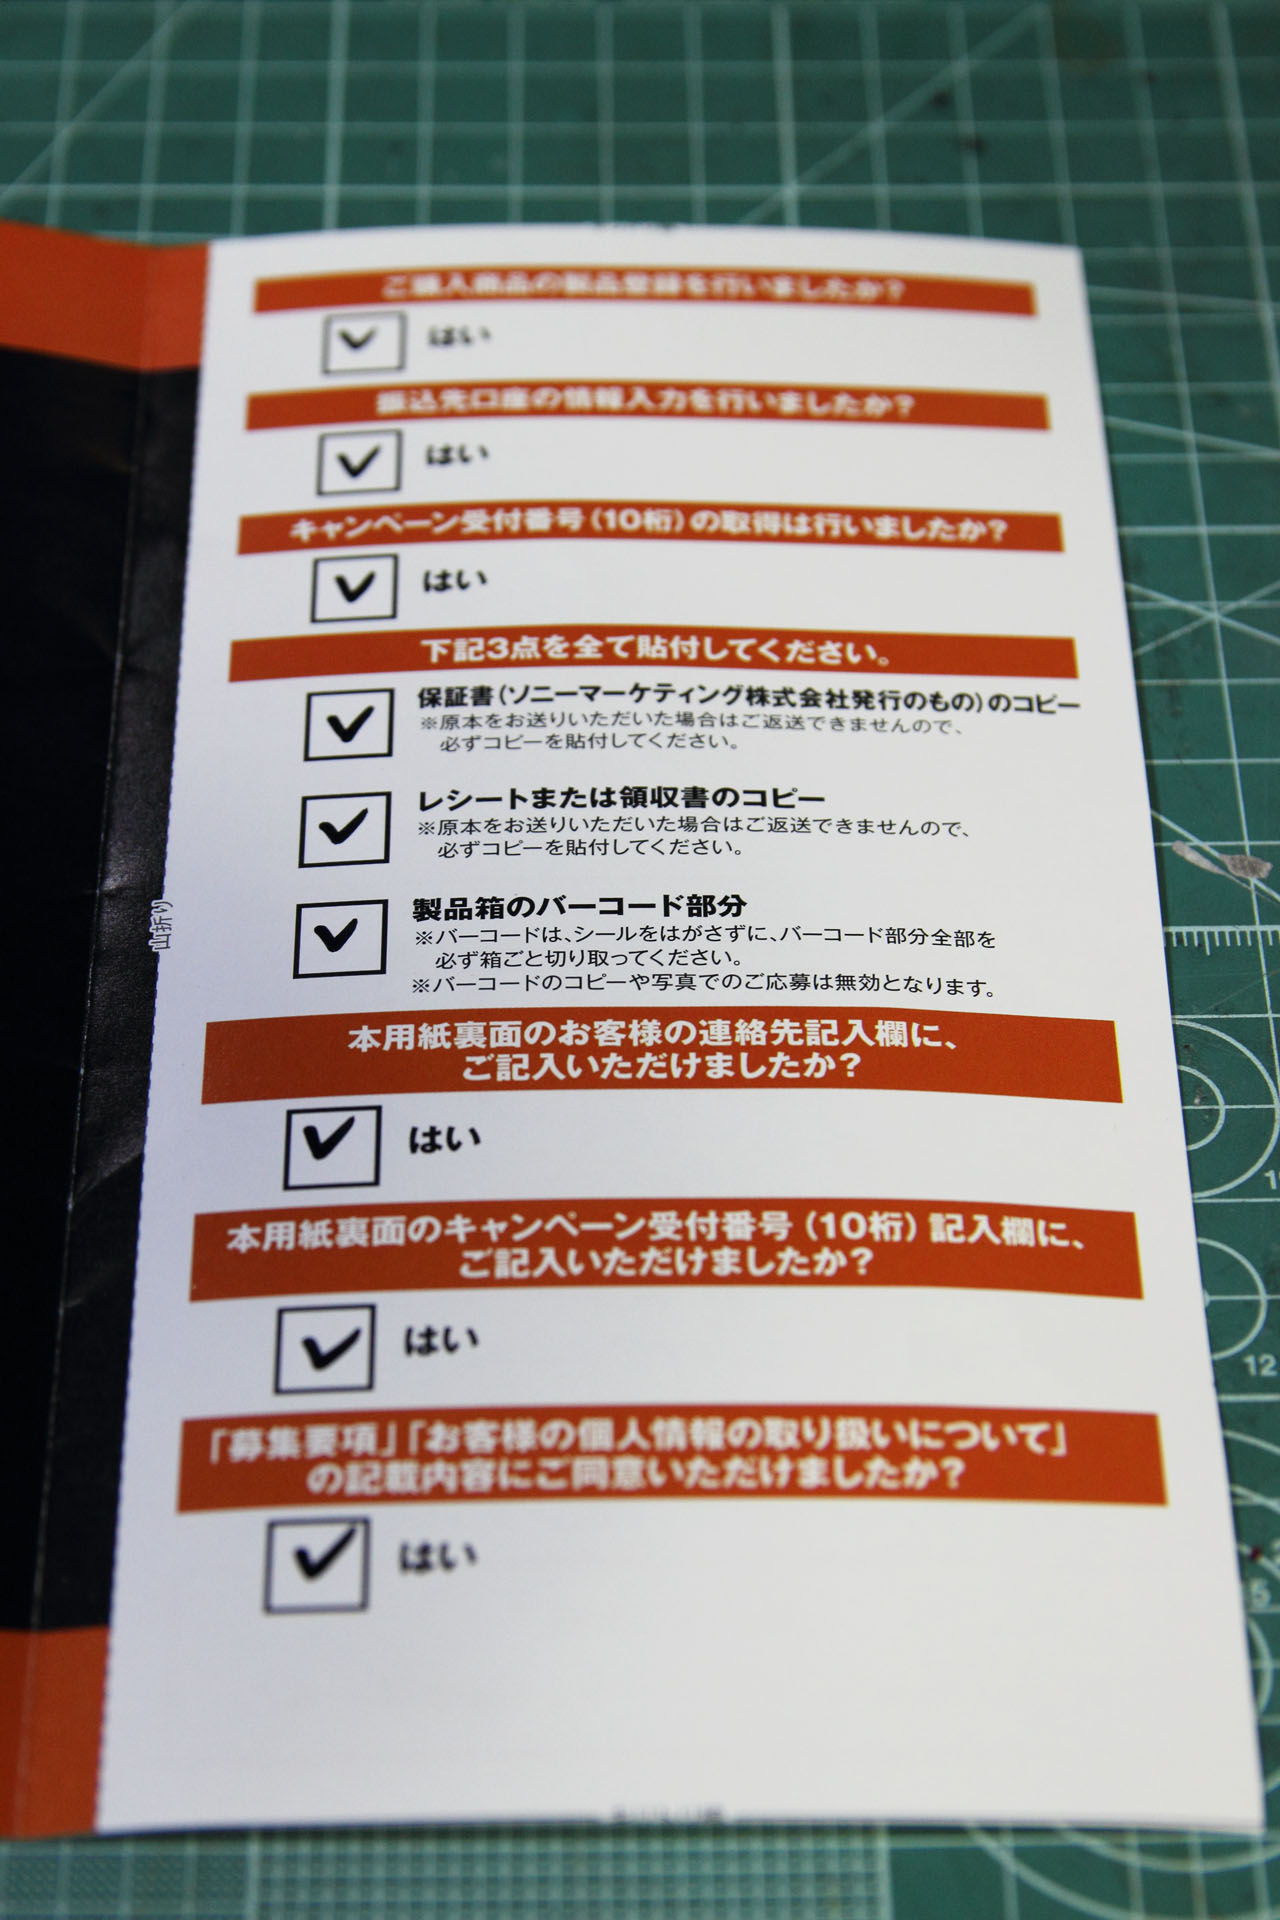 ご購入商品の製品登録を行いましたか?
はい
振込先口座の情報入力を行いましたか?
はい
キャンペーン受付番号(10桁)の取得は行いましたか?
はい
下記3点を全て貼付してください。
保証書(ソニーマーケティング株式会社発行のもの)のコピー
※原本をお送りいただいた場合はご返送できませんので、
必ずコピーを貼付してください。
レシートまたは領収書のコピー
※原本をお送りいただいた場合はご返送できませんので、
必ずコピーを貼付してください。
製品箱のバーコード部分
※バーコードは、シールをはがさずに、バーコード部分全部を
必ず箱ごと切り取ってください。
※バーコードのコピーや写真でのご応募は無効となります。
本用紙裏面のお客様の連絡先記入欄に、
ご記入いただけましたか?
はい
本用紙裏面のキャンペーン受付番号(10桁)記入欄に、
ご記入いただけましたか?
はい
「募集要項」「お客様の個人情報の取り扱いについて」
の記載内容にご同意いただけましたか?
はい
山折り
12